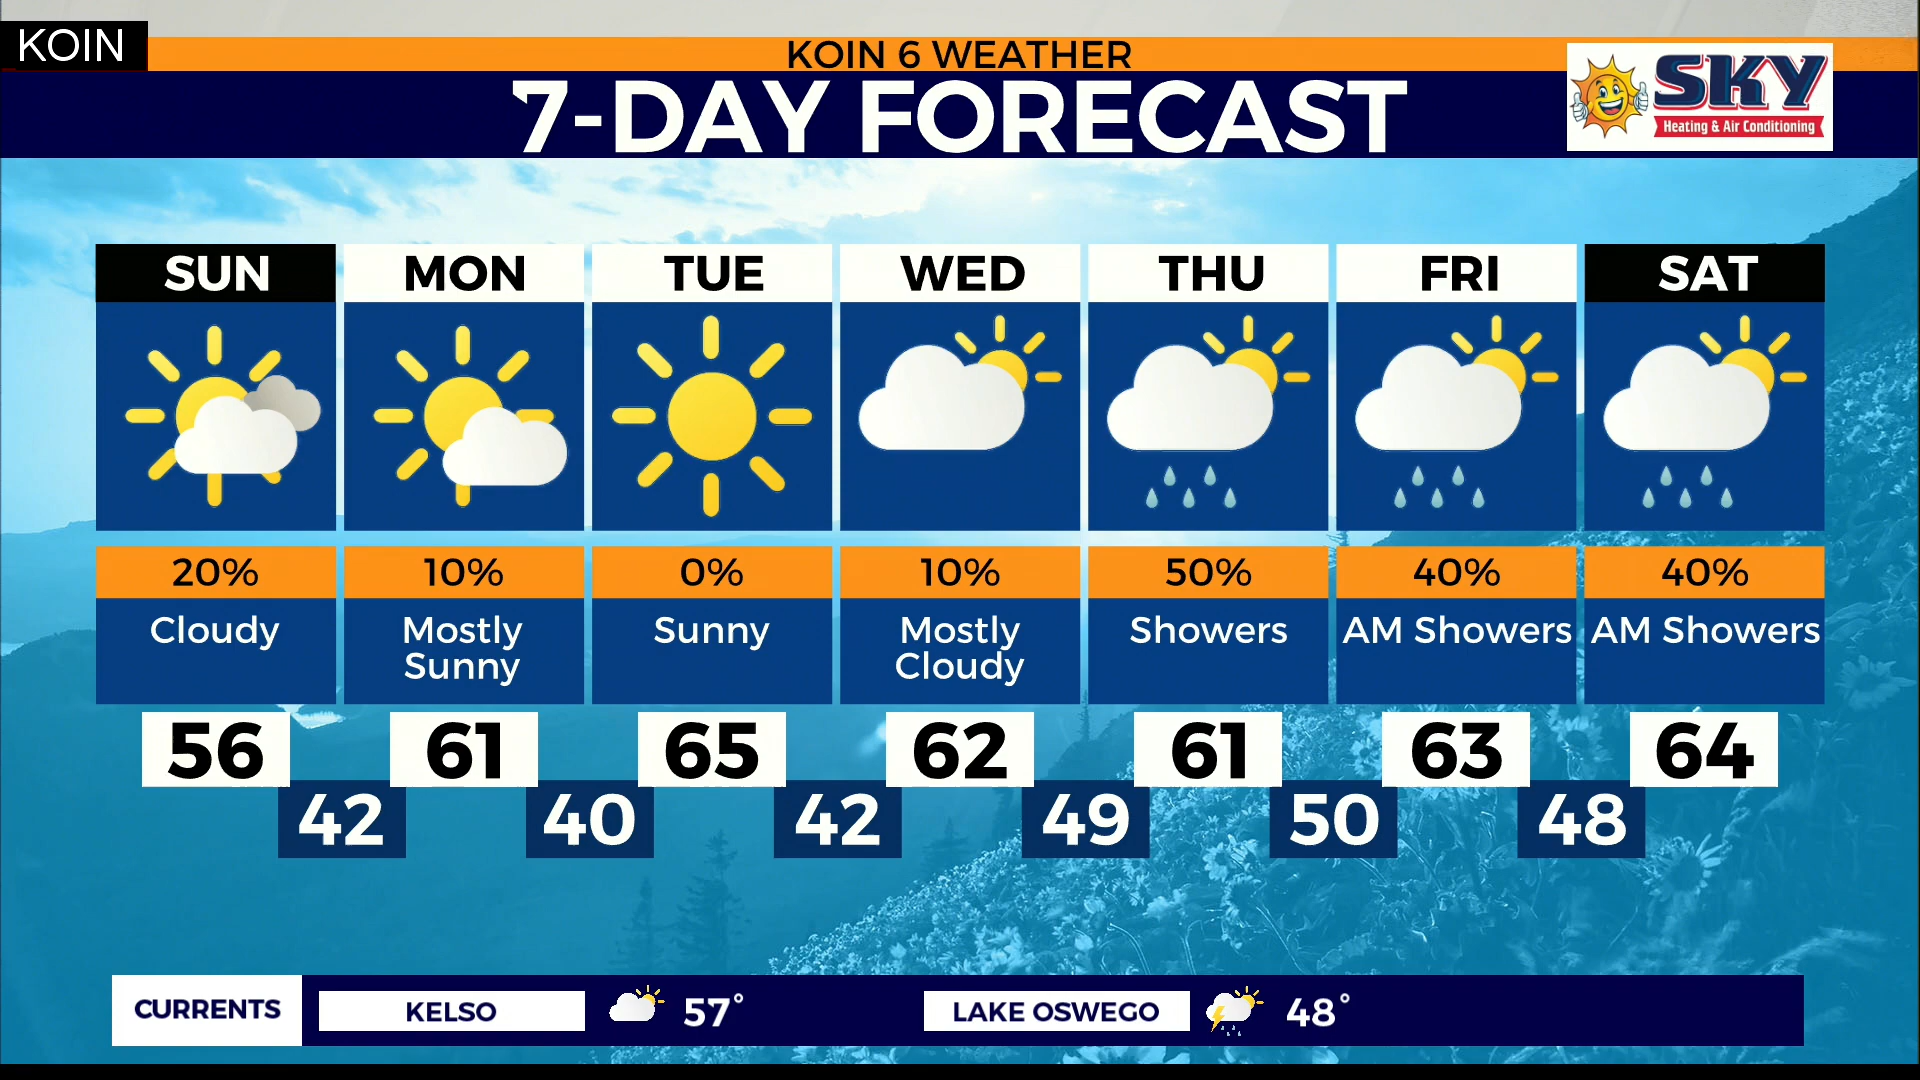 KOIN
KOIN 6 WEATHER
7-DAY FORECAST
SKY
Heating & Air Conditioning
SUN MON TUE WED THU FRI SAT
20% 10% 0% 10% 50% 40% 40%
Cloudy Mostly Sunny Mostly Showers AM Showers AM Showers
Sunny Cloudy
56 61 65 62 61 63 64
42 40 42 49 50 48
CURRENTS KELSO 57° LAKE OSWEGO 48°